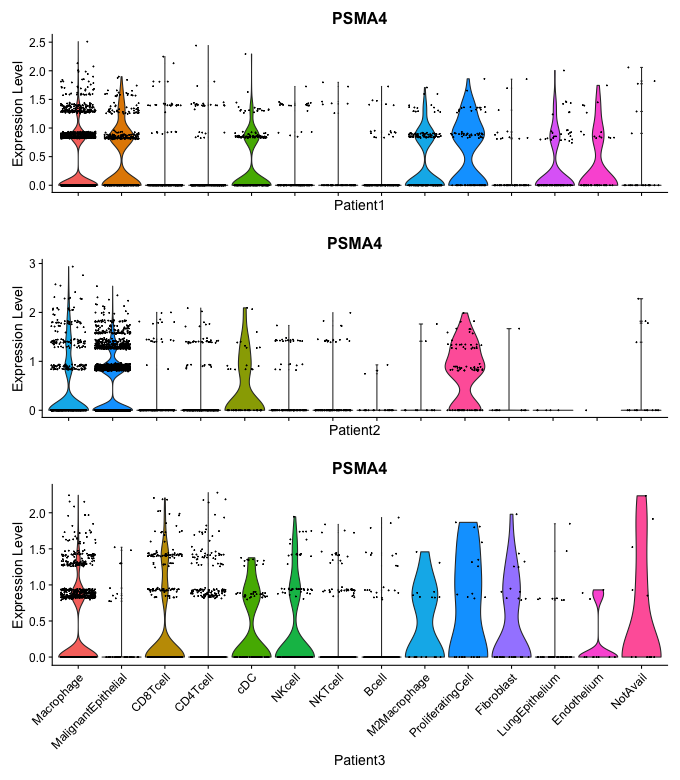 PSMA4
Expression Level
2.5
2.0
1.5
1.0
0.5
0.0
Patient1
PSMA4
Expression Level
3
2
1
0
Patient2
PSMA4
Expression Level
2.0
1.5
1.0
0.5
0.0
Macrophage
MalignantEpithelial
CD8Tcell
CD4Tcell
cDC
NKcell
NKTcell
Bcell
M2Macrophage
ProliferatingCell
Fibroblast
LungEpithelium
Endothelium
NotAvail
Patient3